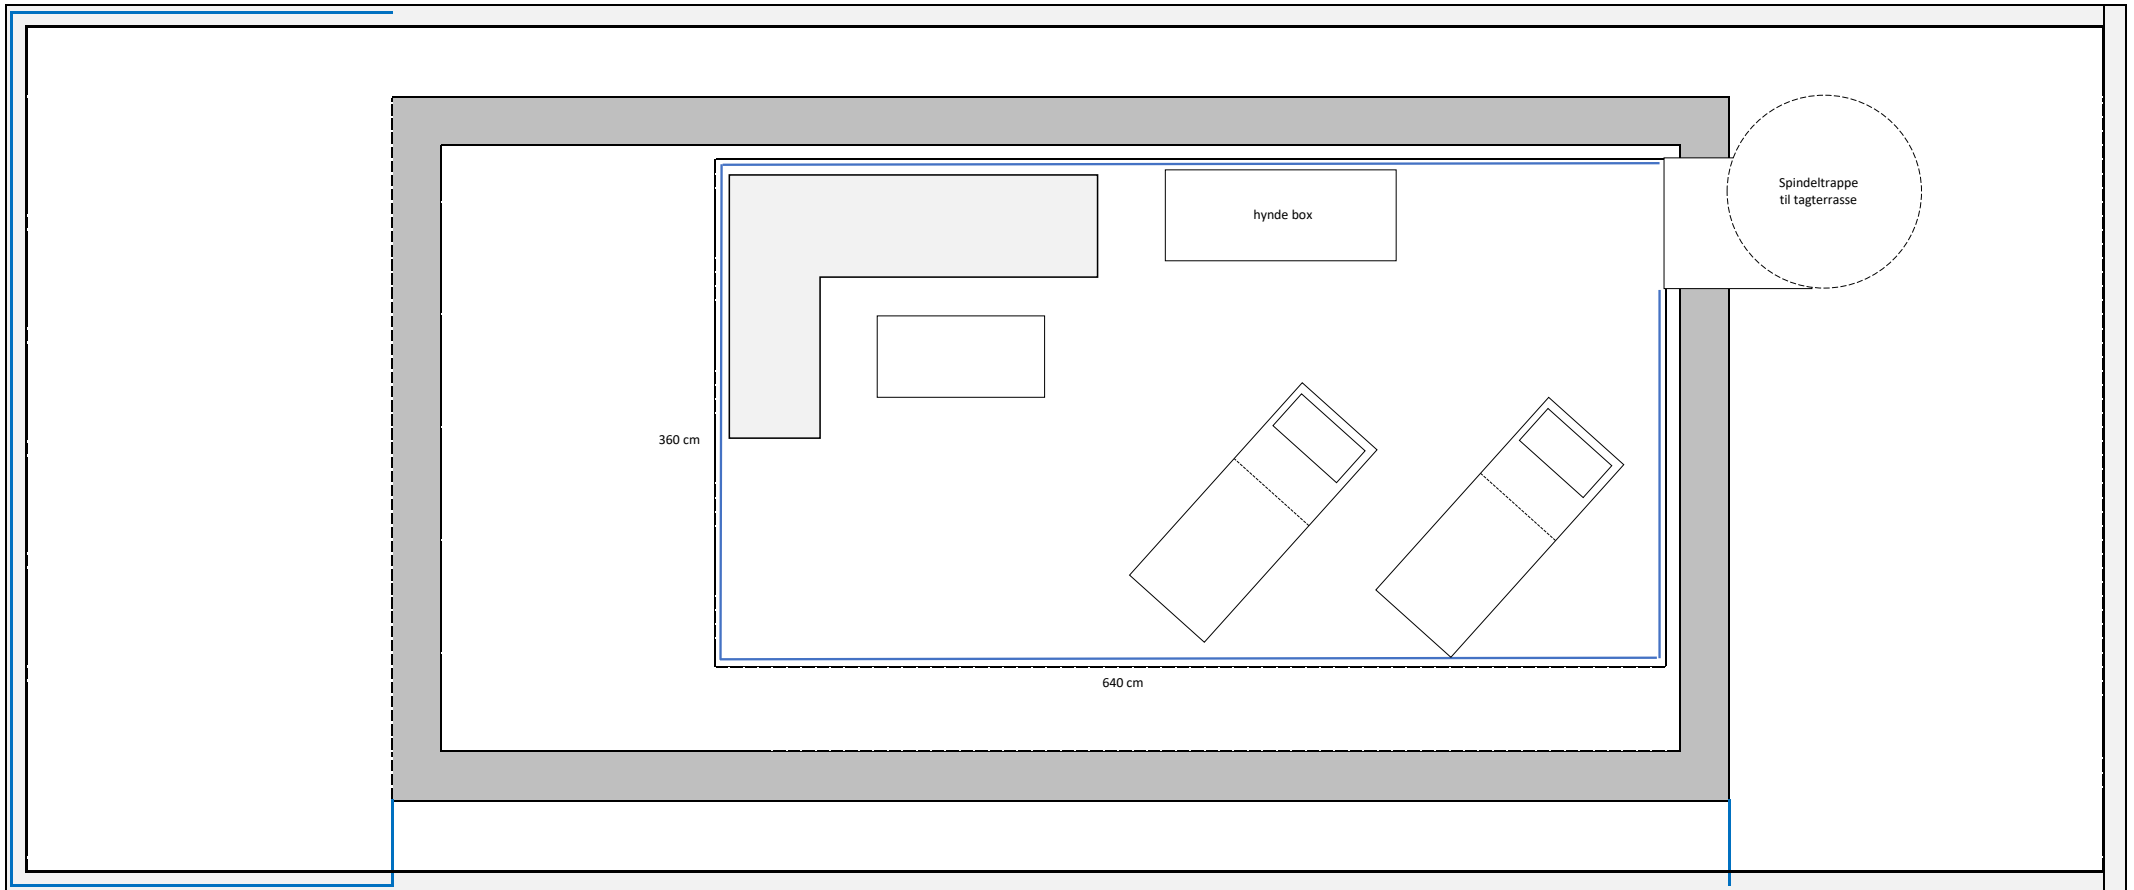 Spindeltrappe
til tagterrasse
hynde box
360 cm
640 cm